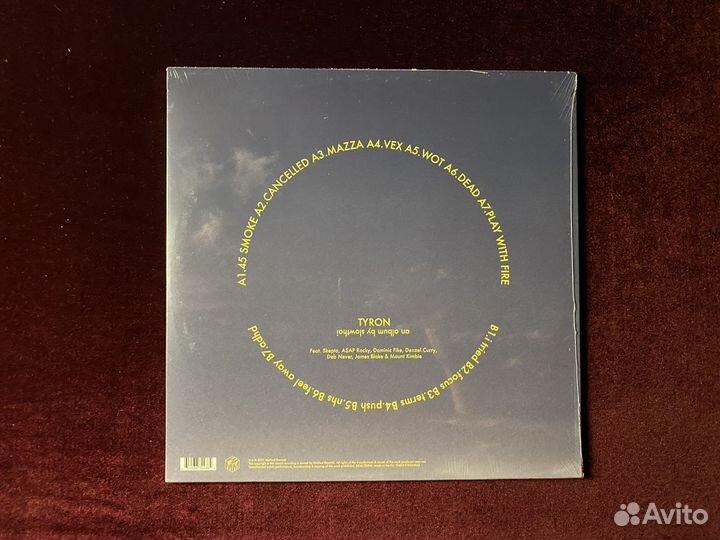 A1.45 SMOKE A2.CANCELLED A3.MAZZA A4.VEX A5.WOT A6.DEAD A7.PLAY WITH FIRE
TYRON
an album by slowthai
Feat. Skepta, A$AP Rocky, Dominic Fike, Denzel Curry,
Deb Never, James Blake & Mount Kimbie
B1.i tried B2.focus B3.terms B4.push B5.nhs B6.feel away B7.adhd
Avito